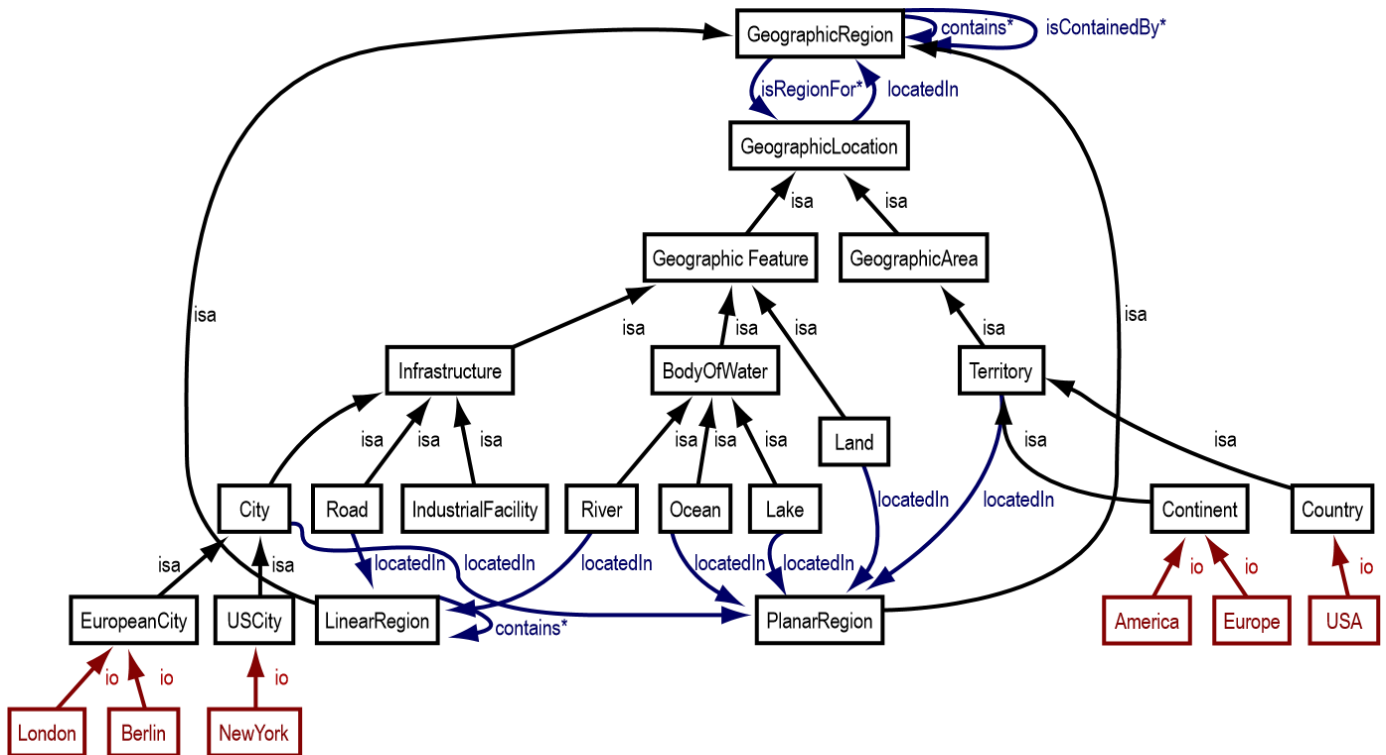 GeographicRegion
contains*
isContainedBy*
isRegionFor*
locatedIn
GeographicLocation
isa
isa
Geographic Feature
GeographicArea
isa
isa
isa
isa
isa
isa
isa
Infrastructure
BodyOfWater
Territory
Land
isa
isa
isa
isa
isa
isa
isa
City
Road
IndustrialFacility
River
Ocean
Lake
locatedIn
locatedIn
Continent
Country
isa
isa
locatedIn
locatedIn
locatedIn
locatedIn
locatedIn
io
io
io
EuropeanCity
USCity
LinearRegion
contains*
PlanarRegion
America
Europe
USA
io
io
io
London
Berlin
NewYork